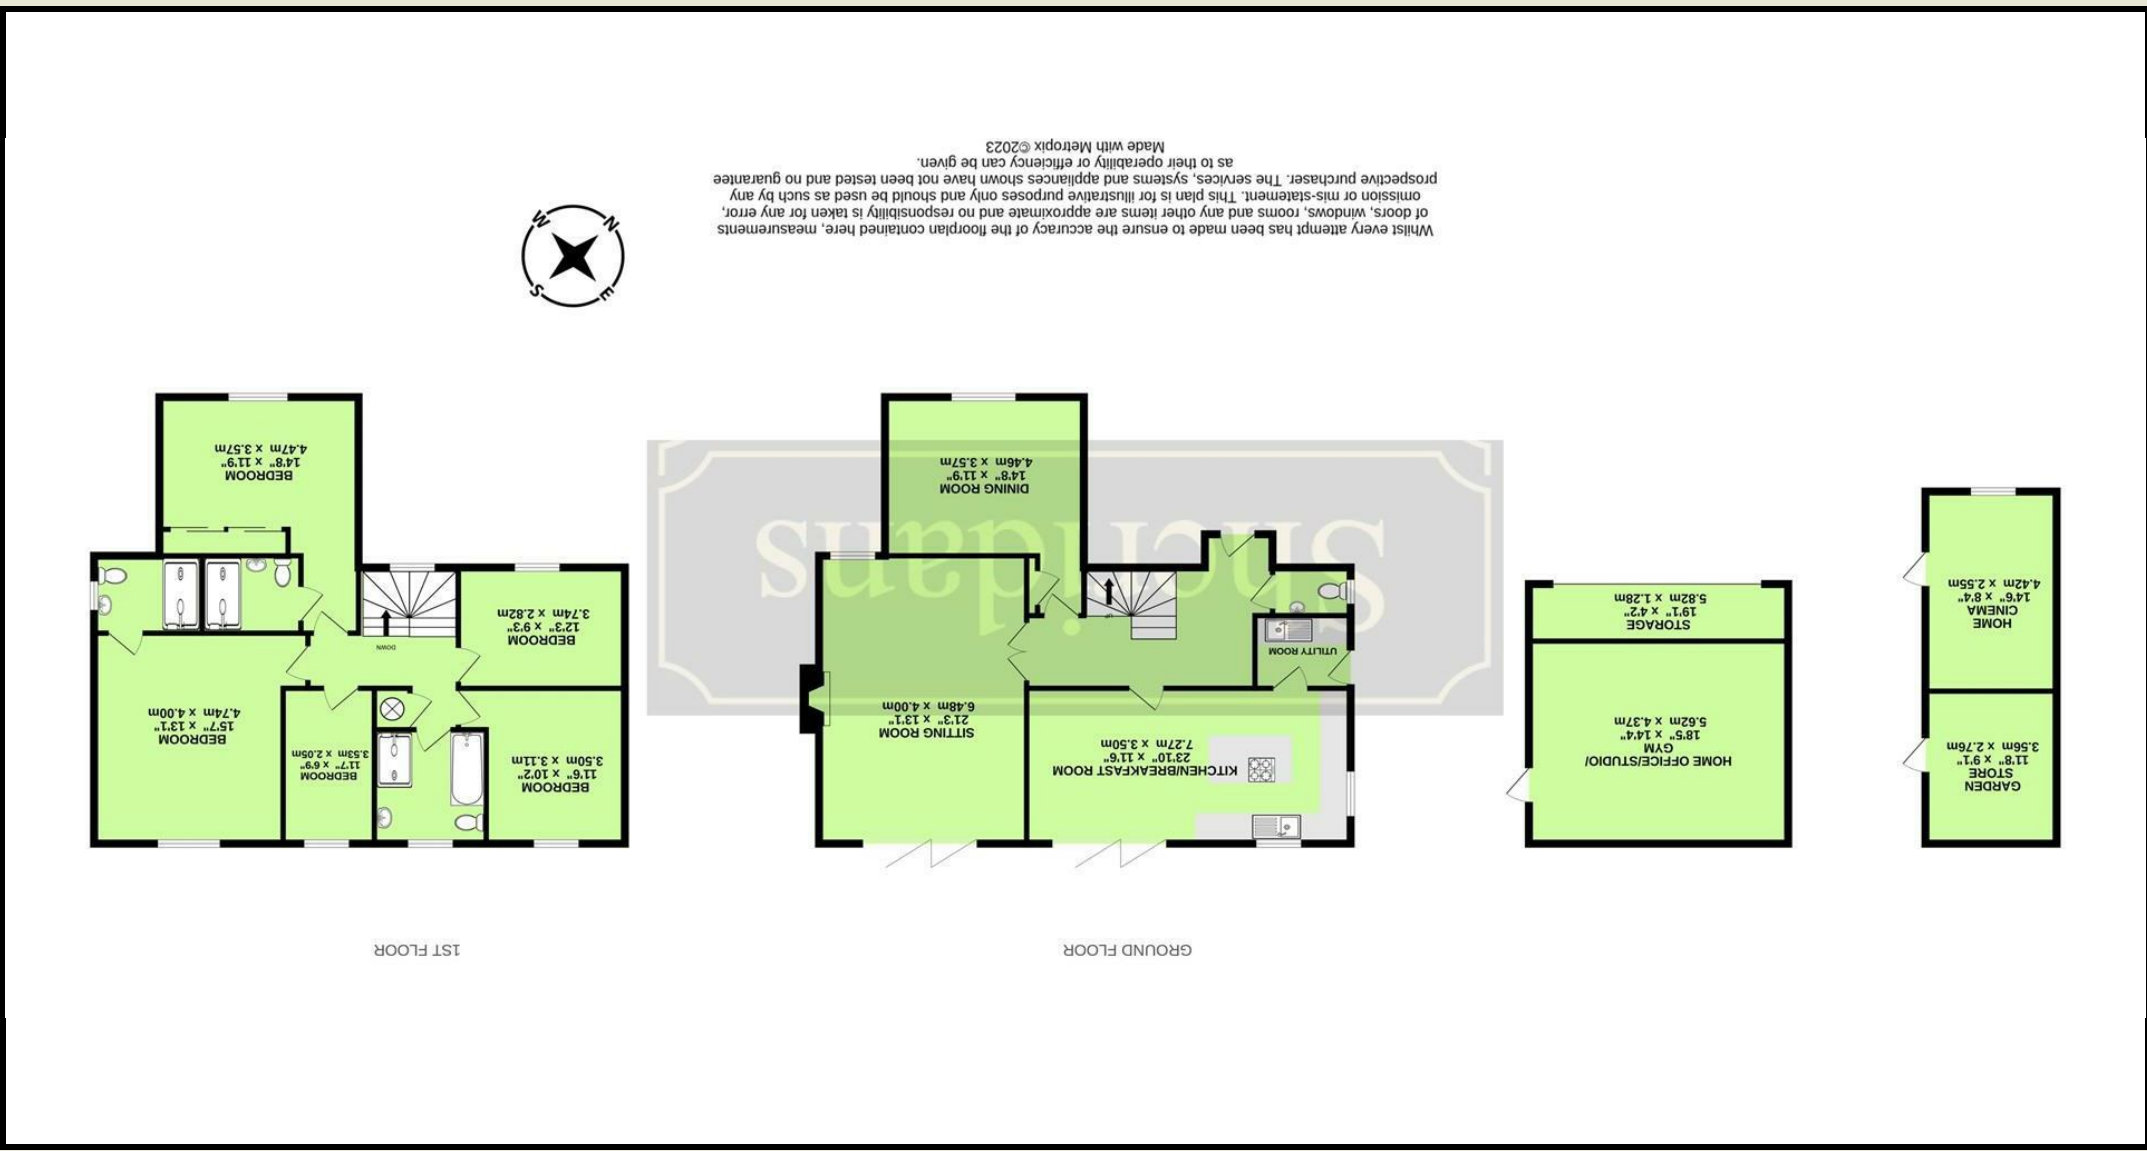 GROUND FLOOR
1ST FLOOR
GARDEN
STORE
11'8" x 9'1"
3.56m x 2.76m
HOME
CINEMA
14'6" x 8'4"
4.42m x 2.55m
HOME OFFICE/STUDIO/
GYM
18'5" x 14'4"
5.62m x 4.37m
STORAGE
19'1" x 4'2"
5.82m x 1.28m
KITCHEN/BREAKFAST ROOM
23'10" x 11'6"
7.27m x 3.50m
SITTING ROOM
21'3" x 13'1"
6.48m x 4.00m
UTILITY ROOM
UP
DINING ROOM
14'8" x 11'9"
4.46m x 3.57m
Sheridans
BEDROOM
11'6" x 10'2"
3.50m x 3.11m
BEDROOM
11'7" x 6'9"
3.53m x 2.05m
BEDROOM
15'7" x 13'1"
4.74m x 4.00m
DOWN
BEDROOM
12'3" x 9'3"
3.74m x 2.82m
BEDROOM
14'8" x 11'9"
4.47m x 3.57m
N
E
S
W
Whilst every attempt has been made to ensure the accuracy of the floorplan contained here, measurements
of doors, windows, rooms and any other items are approximate and no responsibility is taken for any error,
omission or mis-statement. This plan is for illustrative purposes only and should be used as such by any
prospective purchaser. The services, systems and appliances shown have not been tested and no guarantee
as to their operability or efficiency can be given.
Made with Metropix ©2023